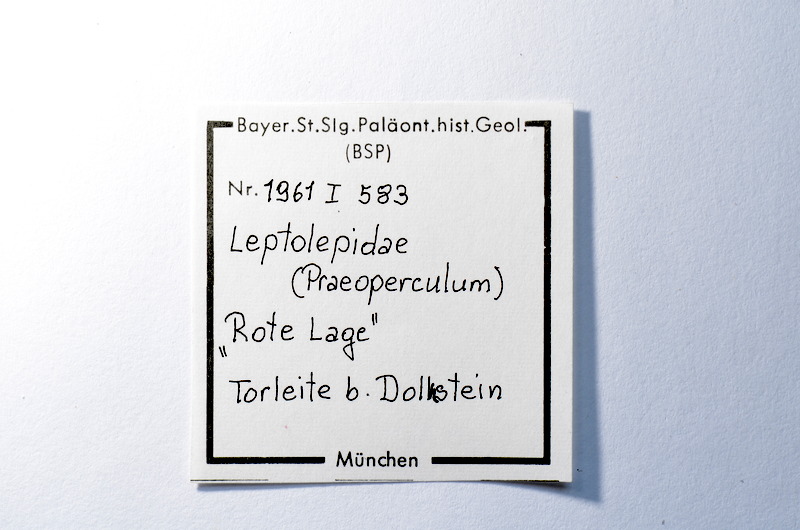 Bayer.St.Slg.Paläont.hist.Geol.
(BSP)
Nr. 1961 I 583
Leptolepidae
(Praeoperculum)
„Rote Lage"
Torleite b. Dollnstein
München